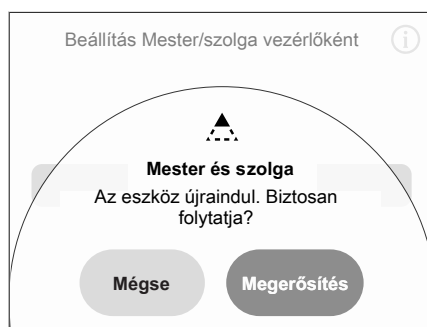 Beállítás Mester/szolga vezérlőként
Mester és szolga
Az eszköz újraindul. Biztosan
folytatja?
Mégse
Megerősítés